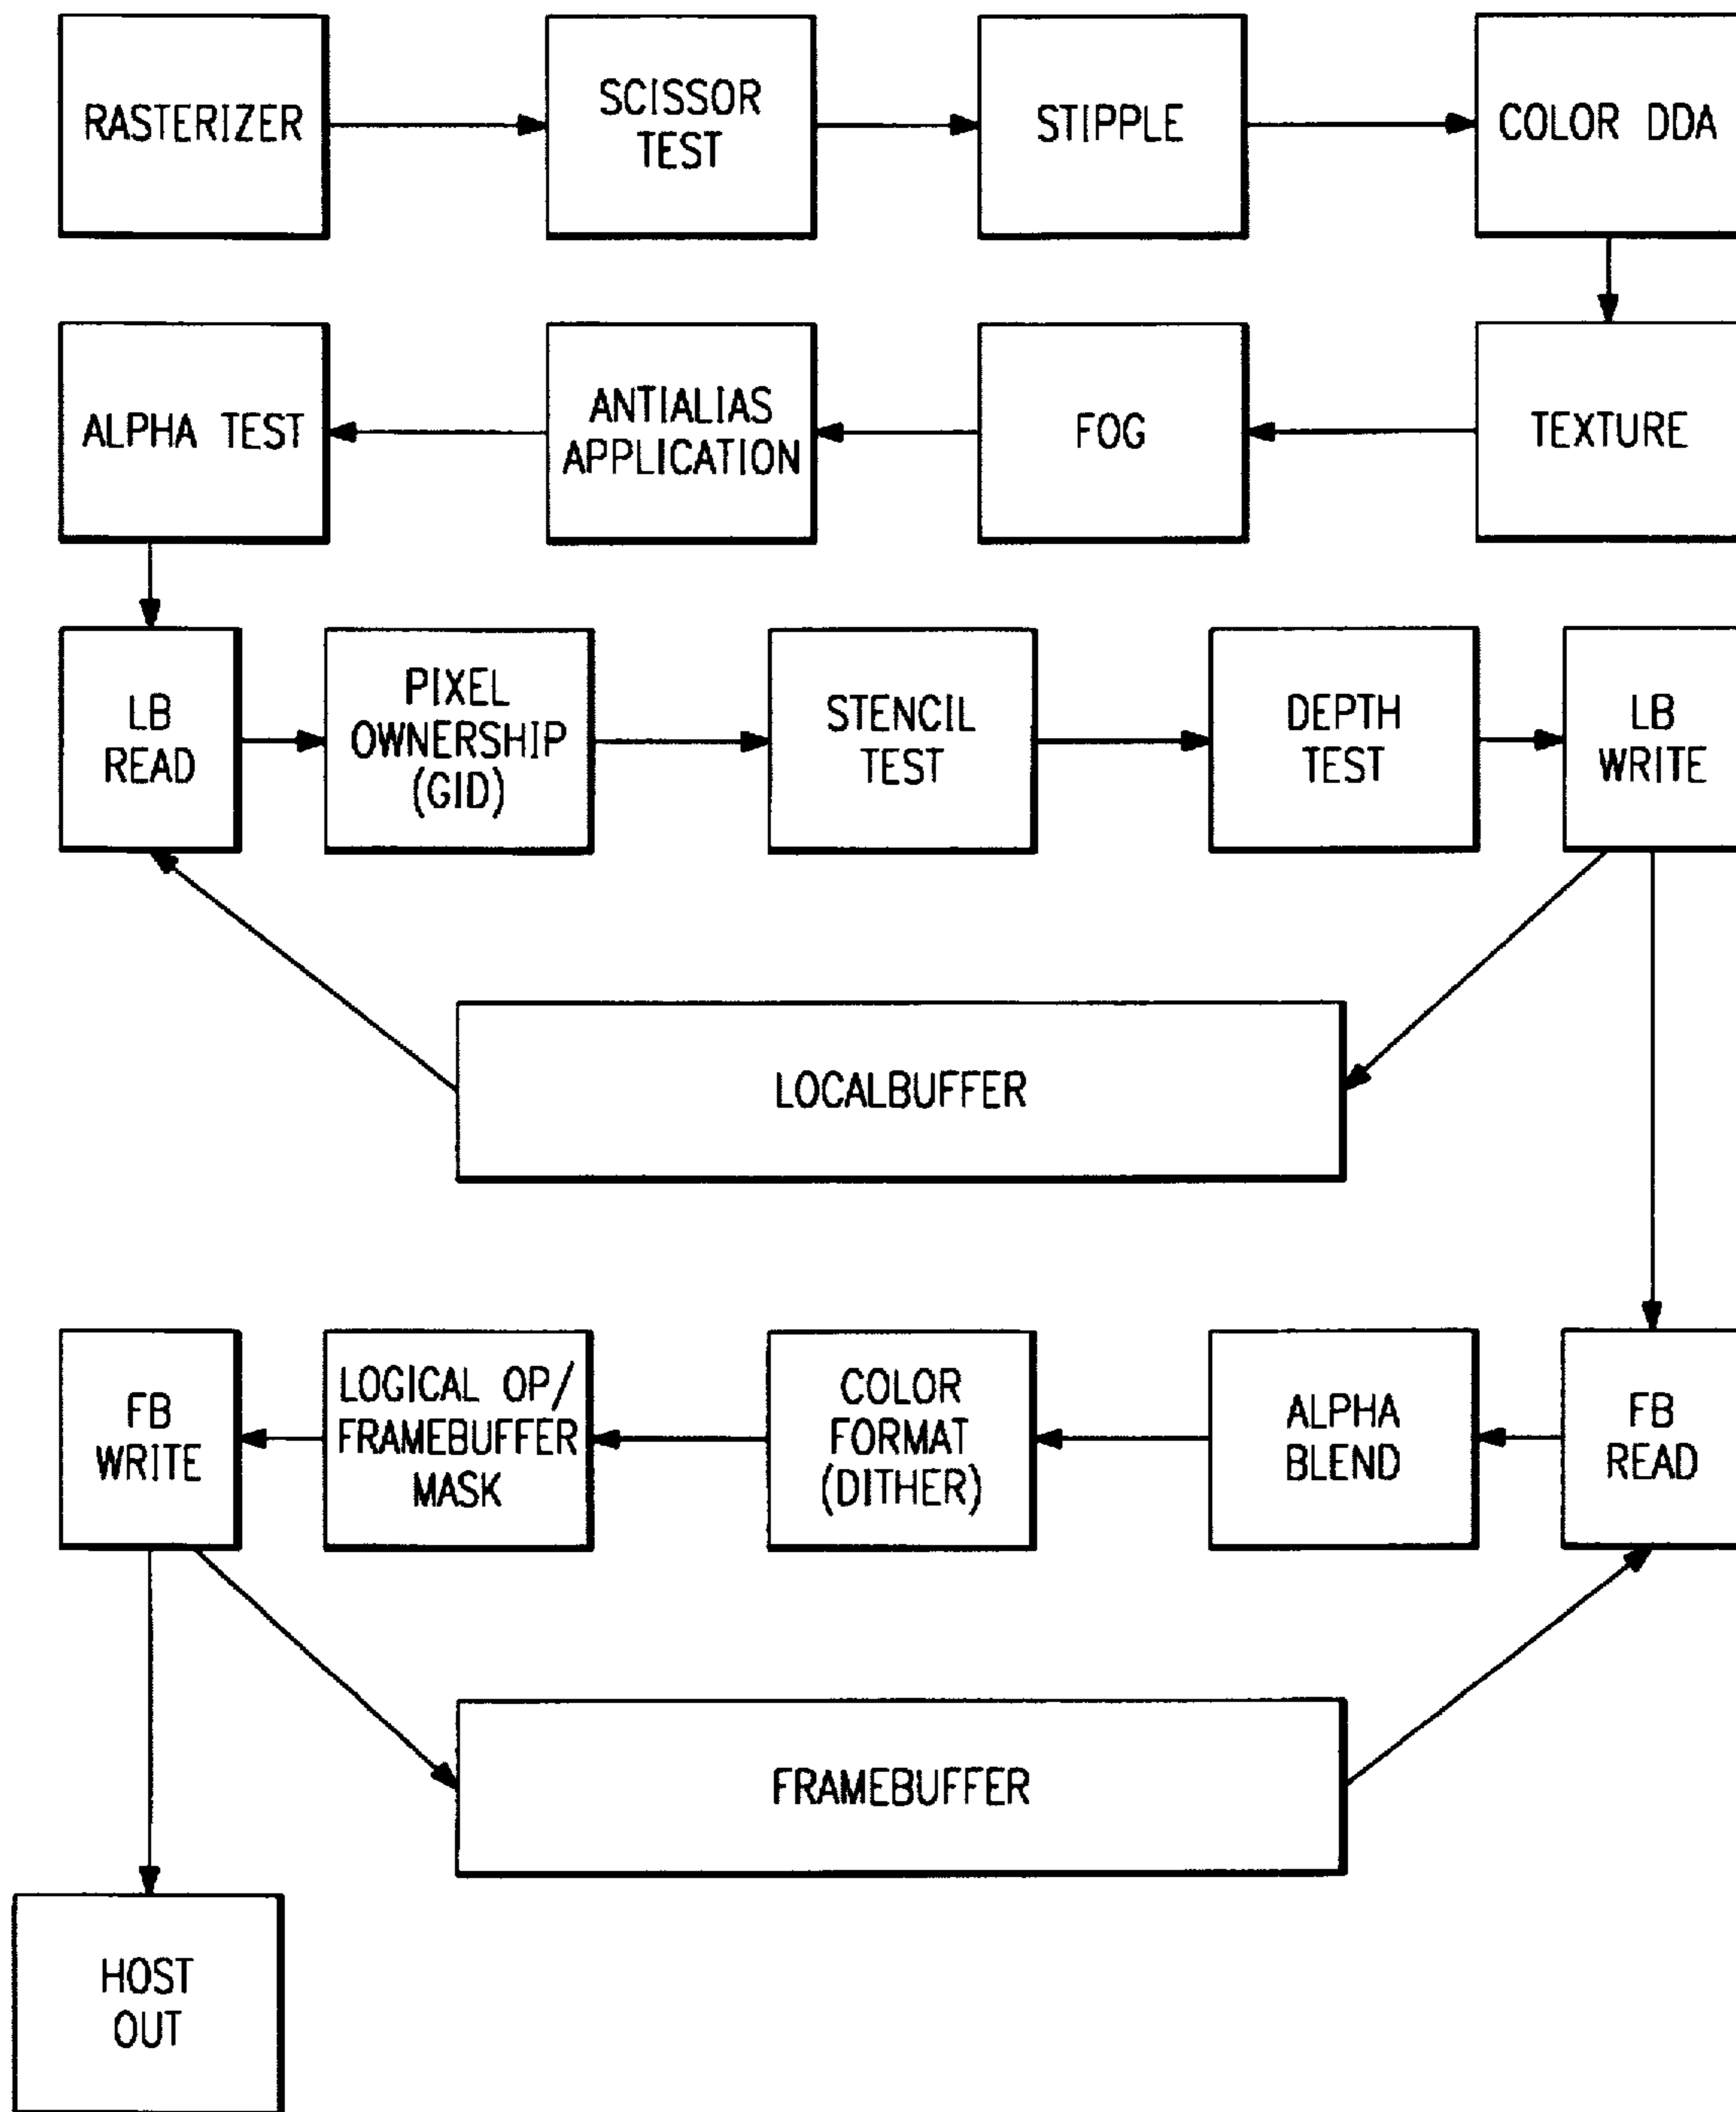 RASTERIZER
SCISSOR
TEST
STIPPLE
COLOR DDA
ALPHA TEST
ANTIALIAS
APPLICATION
FOG
TEXTURE
LB
READ
PIXEL
OWNERSHIP
(GID)
STENCIL
TEST
DEPTH
TEST
LB
WRITE
LOCALBUFFER
FB
WRITE
LOGICAL OP/
FRAMEBUFFER
MASK
COLOR
FORMAT
(DITHER)
ALPHA
BLEND
FB
READ
FRAMEBUFFER
HOST
OUT